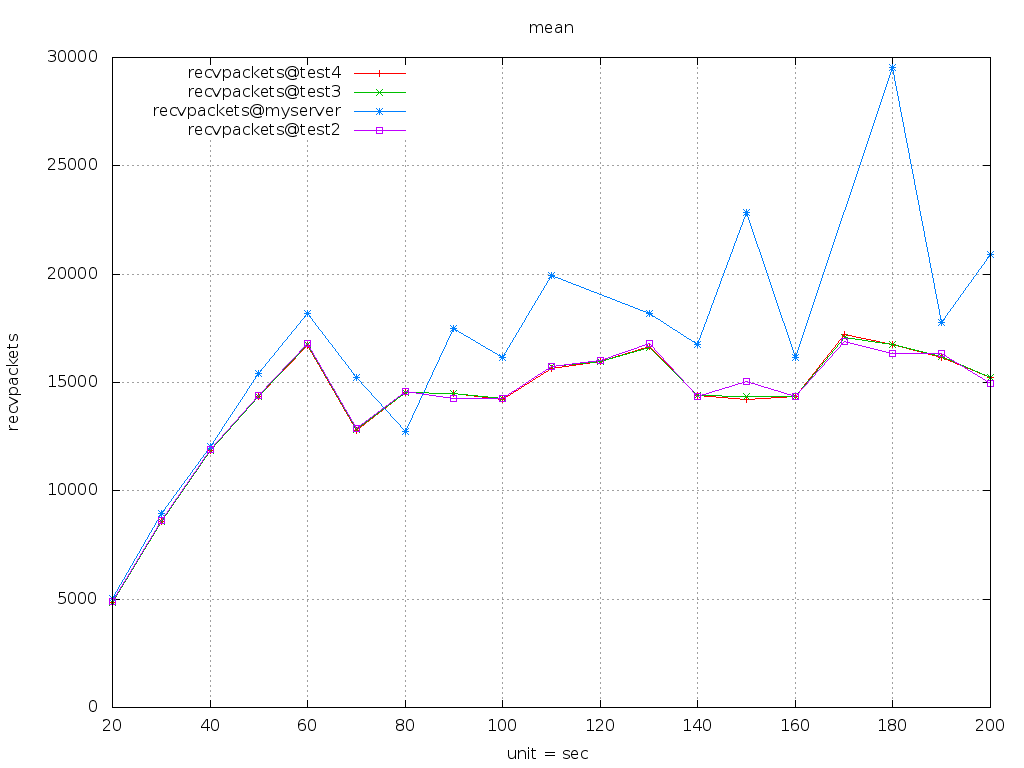 mean
30000
25000
20000
15000
10000
5000
0
recvpackets@test4
recvpackets@test3
recvpackets@myserver
recvpackets@test2
recvpackets
20 40 60 80 100 120 140 160 180 200
unit = sec